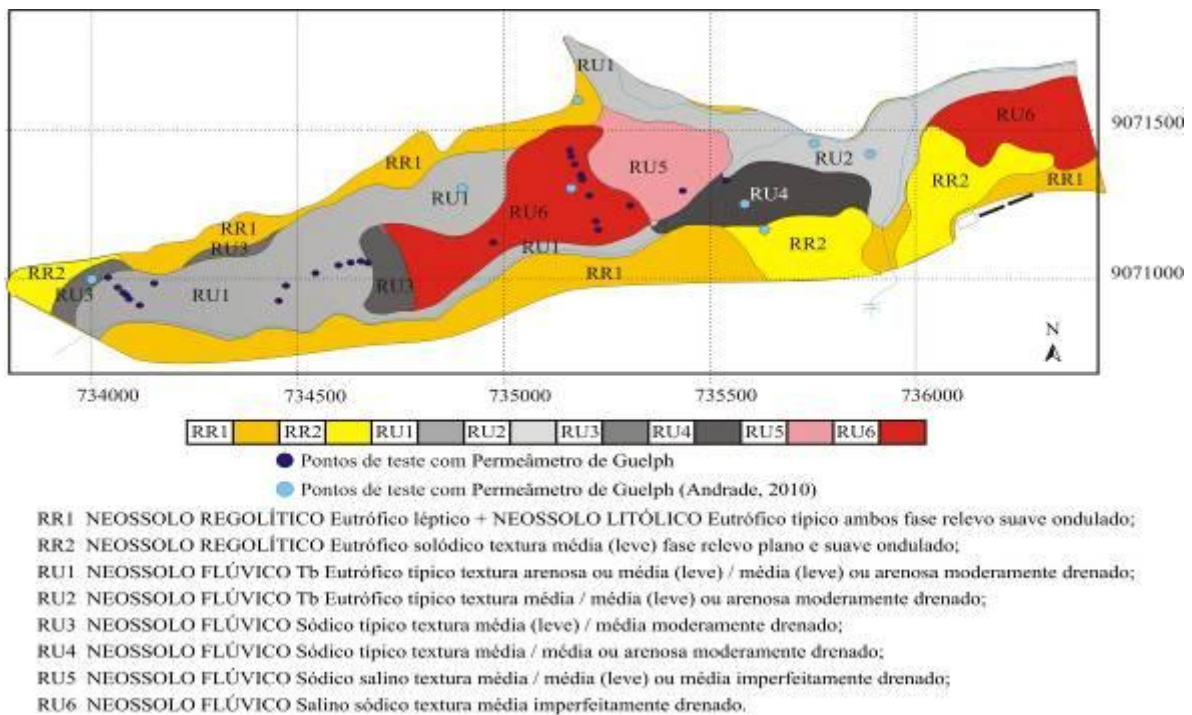 RU1
9071500
RU6
RR1
RU5
RU2
RR2
RR1
RU1
RU6
RU4
RR1
RU3
RU1
RR1
RR2
RR2
RU3
RU1
RU3
9071000
N
734000 734500 735000 735500 736000
RR1 RR2 RU1 RU2 RU3 RU4 RU5 RU6
Pontos de teste com Permeâmetro de Guelph
Pontos de teste com Permeâmetro de Guelph (Andrade, 2010)
RR1 NEOSSOLO REGOLÍTICO Eutrófico léptico + NEOSSOLO LITÓLICO Eutrófico típico ambos fase relevo suave ondulado;
RR2 NEOSSOLO REGOLÍTICO Eutrófico solódico textura média (leve) fase relevo plano e suave ondulado;
RU1 NEOSSOLO FLÚVICO Tb Eutrófico típico textura arenosa ou média (leve) / média (leve) ou arenosa moderamente drenado;
RU2 NEOSSOLO FLÚVICO Tb Eutrófico típico textura média / média (leve) ou arenosa moderamente drenado;
RU3 NEOSSOLO FLÚVICO Sódico típico textura média (leve) / média moderamente drenado;
RU4 NEOSSOLO FLÚVICO Sódico típico textura média / média ou arenosa moderamente drenado;
RU5 NEOSSOLO FLÚVICO Sódico salino textura média / média (leve) ou média imperfeitamente drenado;
RU6 NEOSSOLO FLÚVICO Salino sódico textura média imperfeitamente drenado.